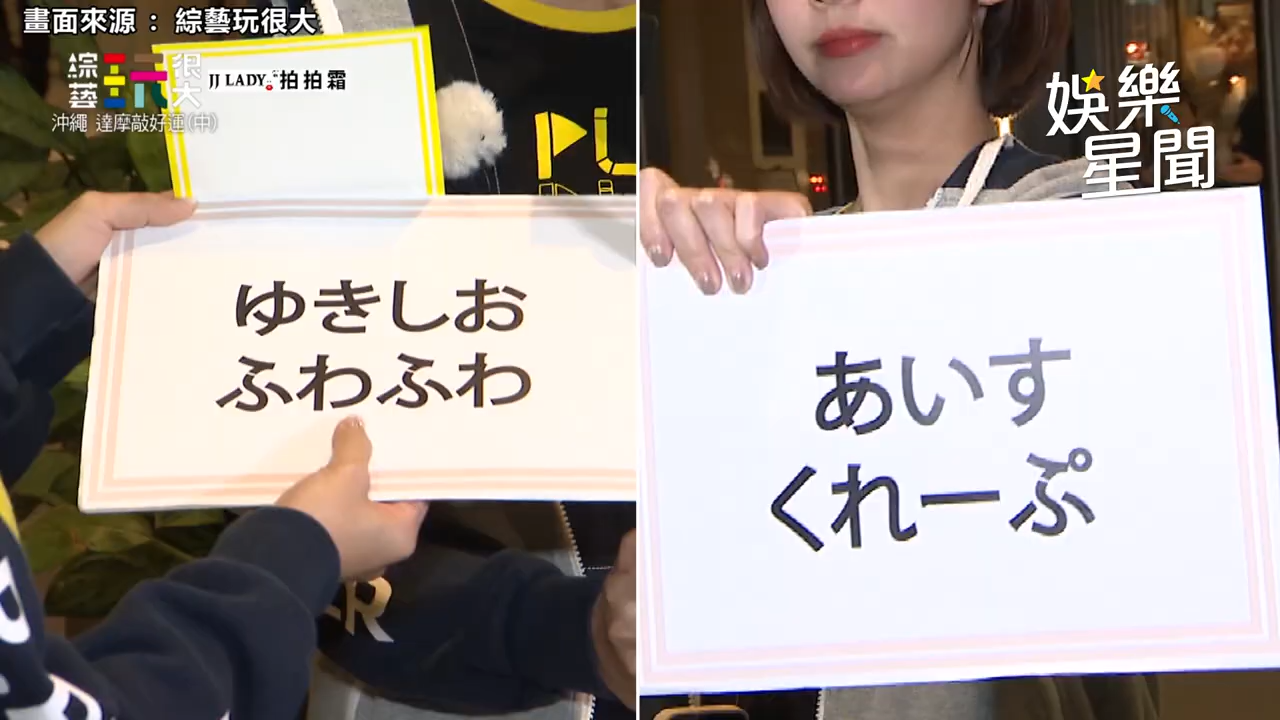 畫面來源 : 綜藝玩很大
綜藝玩很大
沖繩 達摩敲好運(中)
JJ LADY 拍拍霜
娛樂
星聞
PL
ゆきしお
ふわふわ
あいす
くれーぷ
R